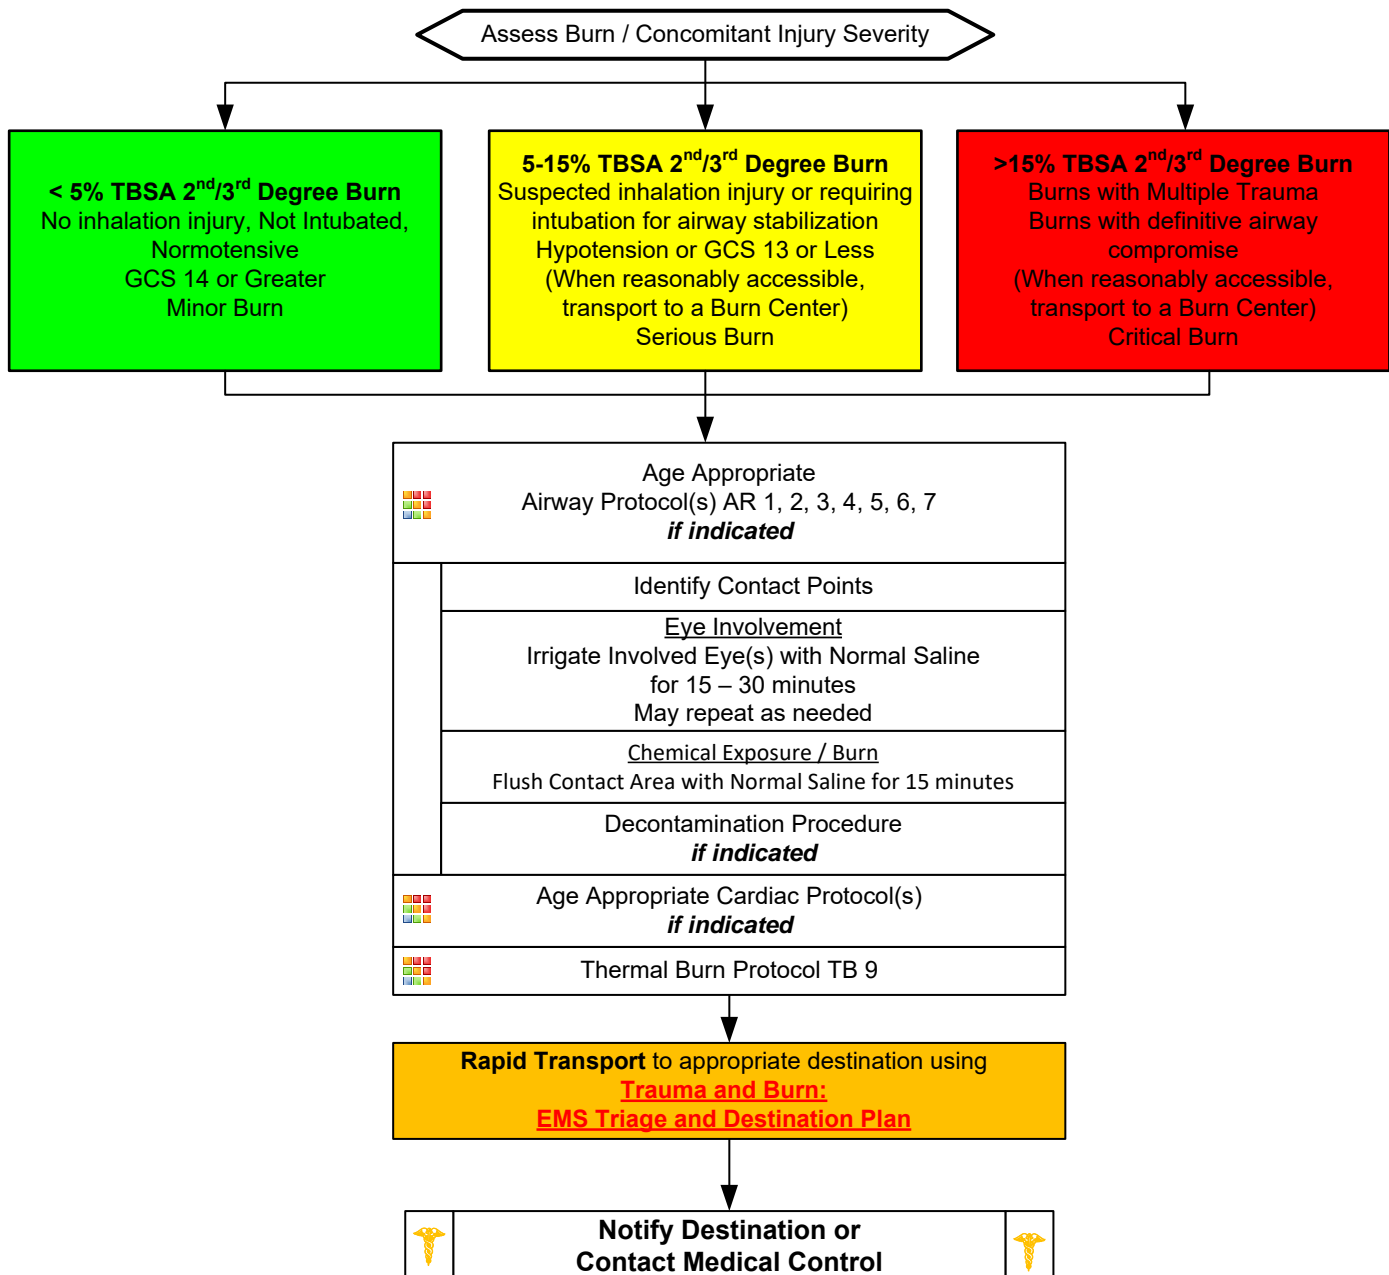 Assess Burn / Concomitant Injury Severity
< 5% TBSA 2nd/3rd Degree Burn
No inhalation injury, Not Intubated,
Normotensive
GCS 14 or Greater
Minor Burn
5-15% TBSA 2nd/3rd Degree Burn
Suspected inhalation injury or requiring
intubation for airway stabilization
Hypotension or GCS 13 or Less
(When reasonably accessible,
transport to a Burn Center)
Serious Burn
>15% TBSA 2nd/3rd Degree Burn
Burns with Multiple Trauma
Burns with definitive airway
compromise
(When reasonably accessible,
transport to a Burn Center)
Critical Burn
Age Appropriate
Airway Protocol(s) AR 1, 2, 3, 4, 5, 6, 7
if indicated
Identify Contact Points
Eye Involvement
Irrigate Involved Eye(s) with Normal Saline
for 15 – 30 minutes
May repeat as needed
Chemical Exposure / Burn
Flush Contact Area with Normal Saline for 15 minutes
Decontamination Procedure
if indicated
Age Appropriate Cardiac Protocol(s)
if indicated
Thermal Burn Protocol TB 9
Rapid Transport to appropriate destination using
Trauma and Burn:
EMS Triage and Destination Plan
Notify Destination or
Contact Medical Control